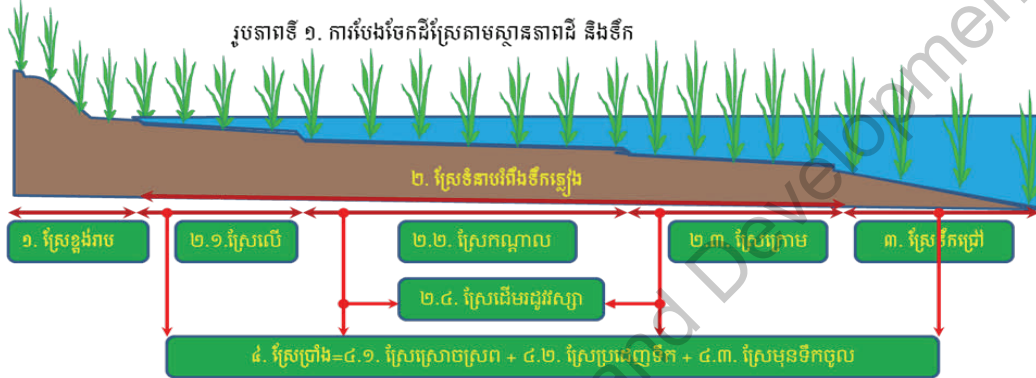 រូបភាពទី ១. ការបែងចែកដីស្រែតាមស្ថានភាពដី និងទឹក
២. ស្រែទំនាបរំពឹងទឹកភ្លៀង
១. ស្រែខ្ពង់រាប
២.១.ស្រែលើ
២.២. ស្រែកណ្តាល
២.៣. ស្រែក្រោម
៣. ស្រែទឹកជ្រៅ
២.៤. ស្រែដើមរដូវវស្សា
៤. ស្រែប្រាំង=៤.១. ស្រែស្រោចស្រព + ៤.២. ស្រែប្រដេញទឹក + ៤.៣. ស្រែមុនទឹកចូល
and Development